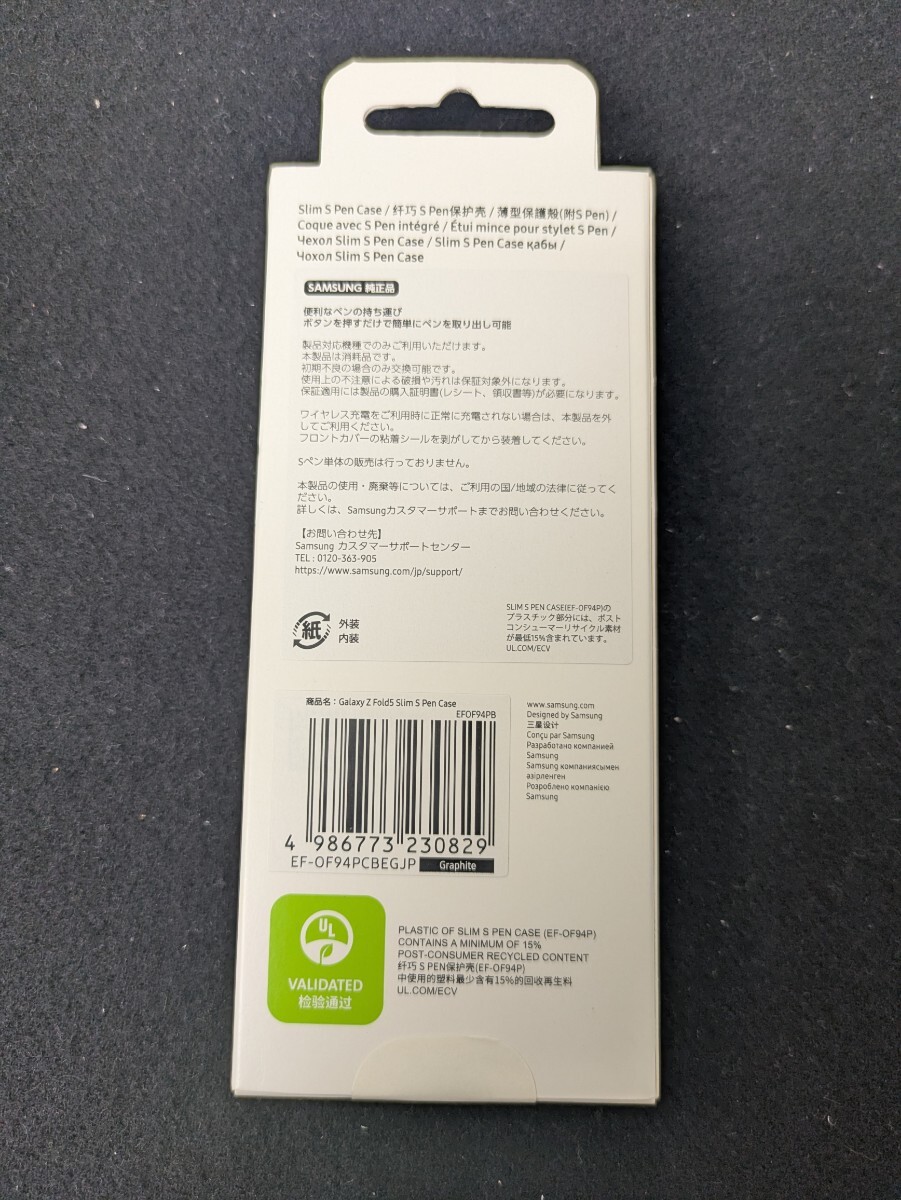 Slim S Pen Case / 纤巧 S Pen保护壳 / 薄型保護殼(附S Pen) /
Coque avec S Pen intégré / Étui mince pour stylet S Pen /
Чехол Slim S Pen Case / Slim S Pen Case қабы /
Чохол Slim S Pen Case
SAMSUNG 純正品
便利なペンの持ち運び
ボタンを押すだけで簡単にペンを取り出し可能
製品対応機種でのみご利用いただけます。
本製品は消耗品です。
初期不良の場合のみ交換可能です。
使用上の不注意による破損や汚れは保証対象外になります。
保証適用には製品の購入証明書(レシート、領収書等)が必要になります。
ワイヤレス充電をご利用時に正常に充電されない場合は、本製品を外
してご利用ください。
フロントカバーの粘着シールを剥がしてから装着してください。
Sペン単体の販売は行っておりません。
本製品の使用・廃棄等については、ご利用の国/地域の法律に従ってく
ださい。
詳しくは、Samsungカスタマーサポートまでお問い合わせください。
【お問い合わせ先】
Samsung カスタマーサポートセンター
TEL : 0120-363-905
https://www.samsung.com/jp/support/
紙
外装
内装
SLIM S PEN CASE(EF-OF94P)の
プラスチック部分には、ポスト
コンシューマーリサイクル素材
が最低15%含まれています。
UL.COM/ECV
商品名：Galaxy Z Fold5 Slim S Pen Case
EFOF94PB
4 986773 230829
EF-OF94PCBEGJP Graphite
www.samsung.com
Designed by Samsung
三星设计
Conçu par Samsung
Разработано компанией
Samsung
Samsung компаниясымен
әзірленген
Розроблено компанією
Samsung
UL
VALIDATED
检验通过
PLASTIC OF SLIM S PEN CASE (EF-OF94P)
CONTAINS A MINIMUM OF 15%
POST-CONSUMER RECYCLED CONTENT
纤巧 S PEN保护壳(EF-OF94P)
中使用的塑料最少含有15%的回收再生料
UL.COM/ECV